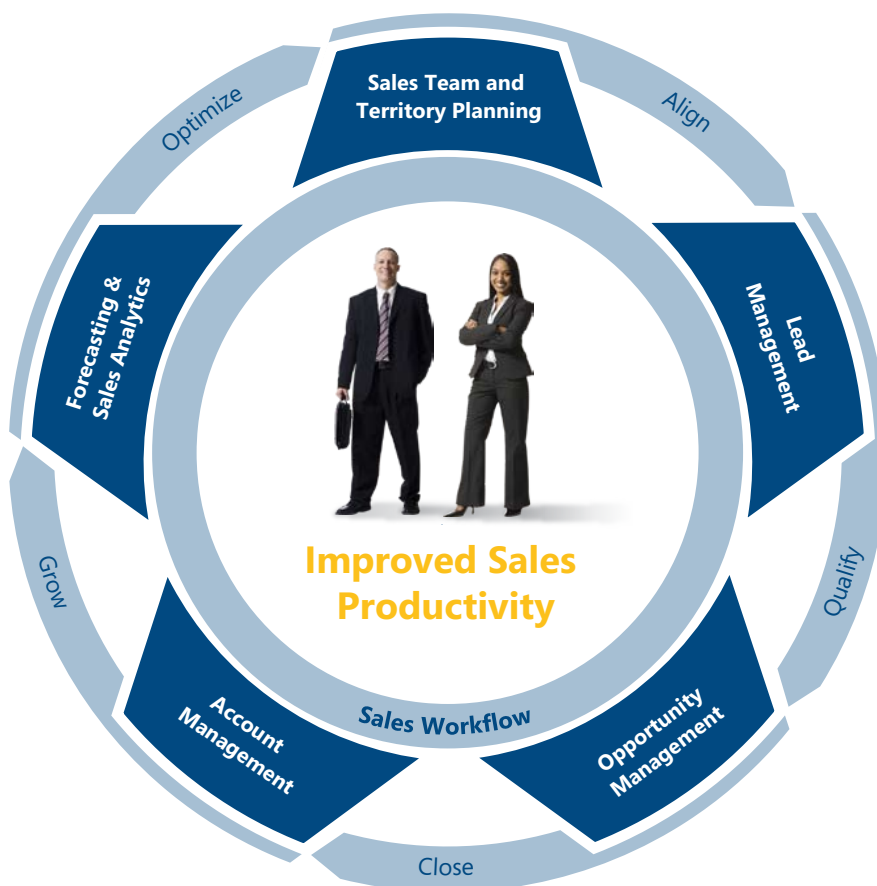 Sales Team and
Territory Planning
Align
Lead
Management
Qualify
Opportunity
Management
Close
Account
Management
Grow
Forecasting &
Sales Analytics
Optimize
Improved Sales
Productivity
Sales Workflow